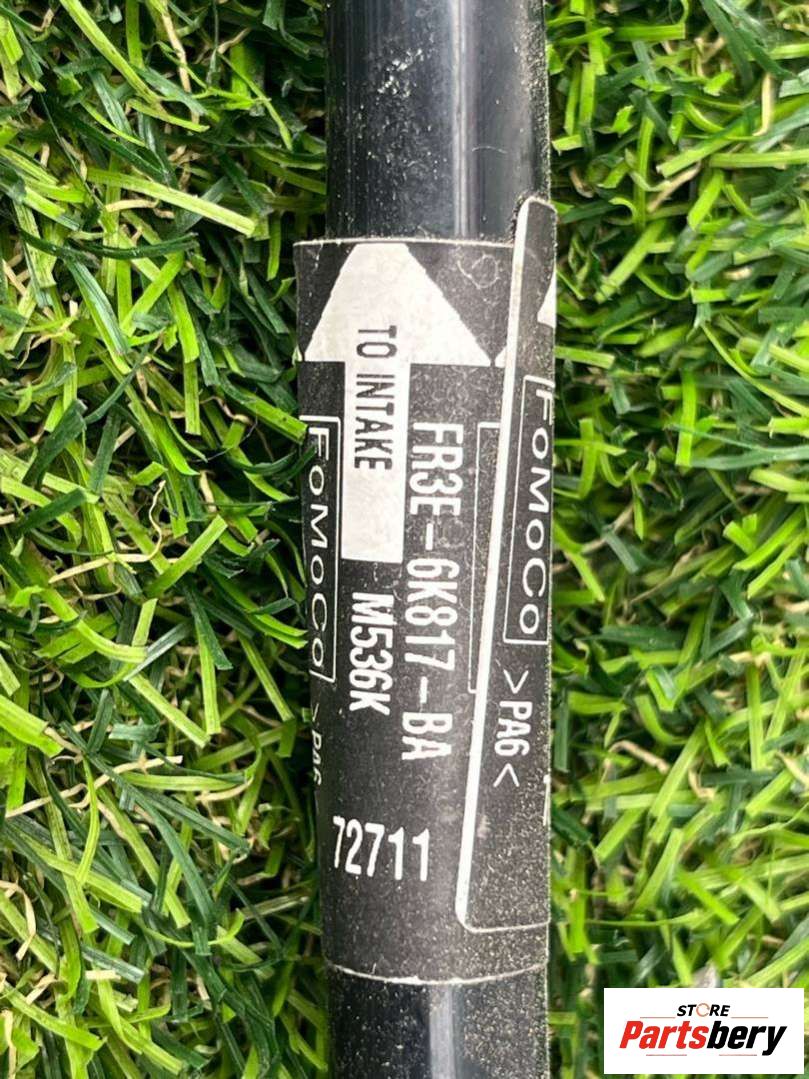 TO INTAKE
FR3E-6K817-BA
M536K
FoMoCo
>PA6
72711
FoMoCo
>PA6<
STORE
Partsbery